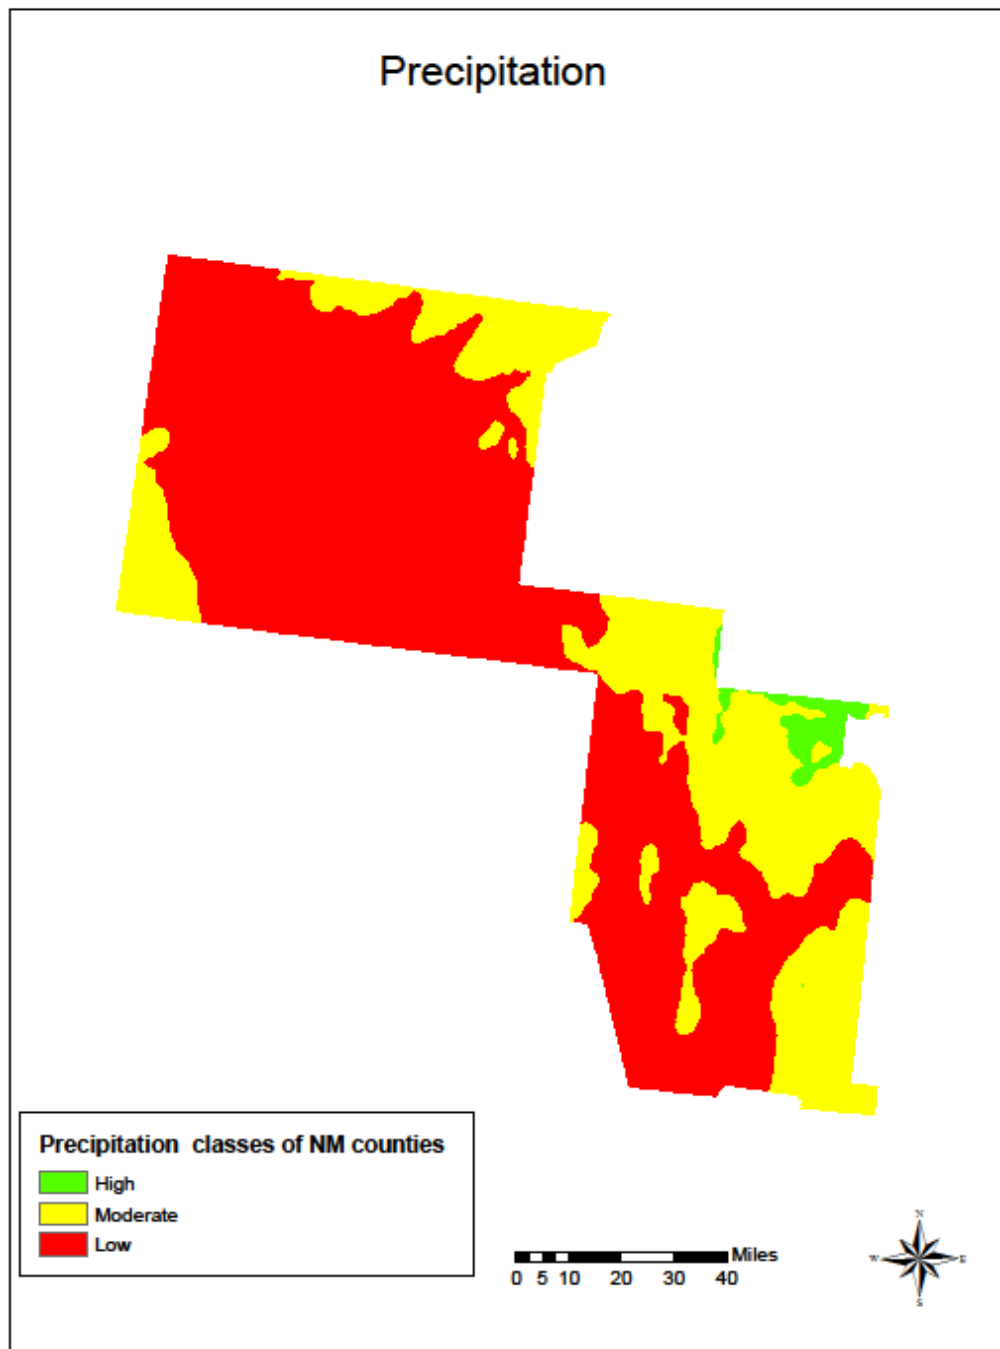 Precipitation
Precipitation classes of NM counties
High
Moderate
Low
Miles
0 5 10 20 30 40
N
W E
S